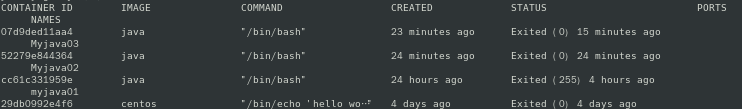 CONTAINER ID IMAGE COMMAND CREATED STATUS PORTS
NAMES
07d9ded11aa4 java "/bin/bash" 23 minutes ago Exited (0) 15 minutes ago
Myjava03
52279e844364 java "/bin/bash" 24 minutes ago Exited (0) 24 minutes ago
Myjava02
cc61c331959e java "/bin/bash" 24 hours ago Exited (255) 4 hours ago
myjava01
29db0992e4f6 centos "/bin/echo 'hello wo…" 4 days ago Exited (0) 4 days ago